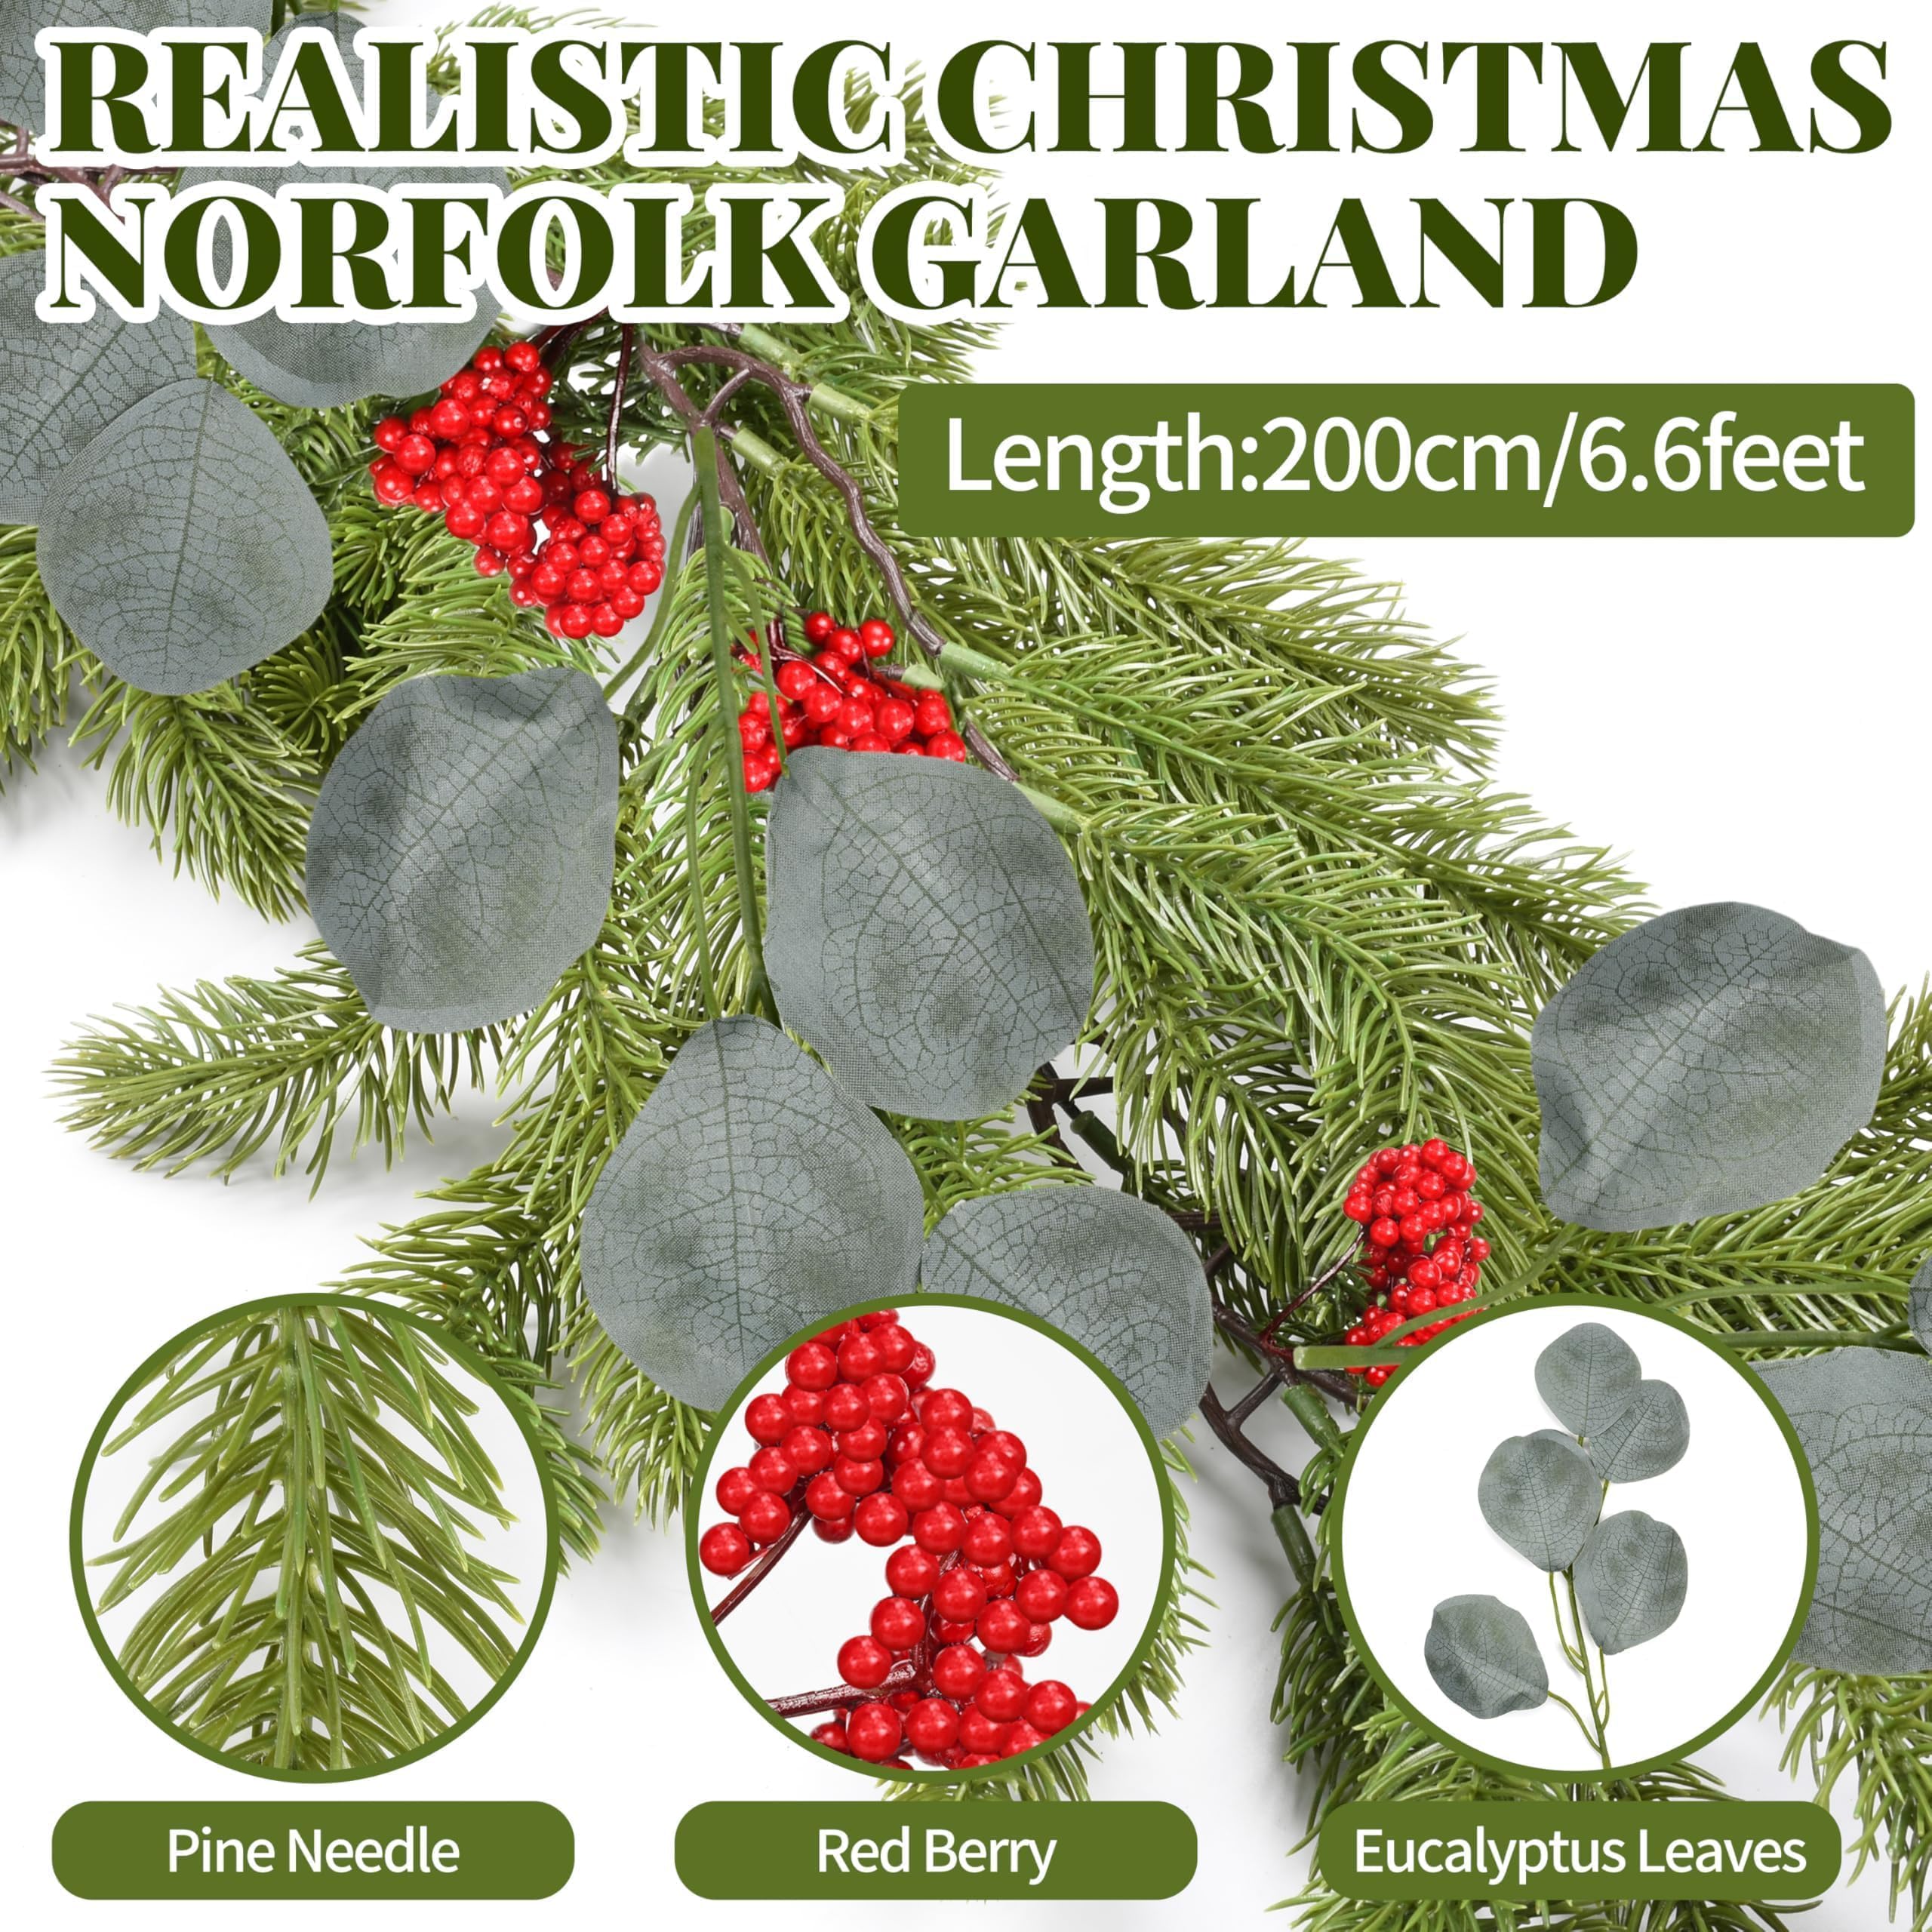 REALISTIC CHRISTMAS
NORFOLK GARLAND
Length:200cm/6.6feet
Pine Needle
Red Berry
Eucalyptus Leaves